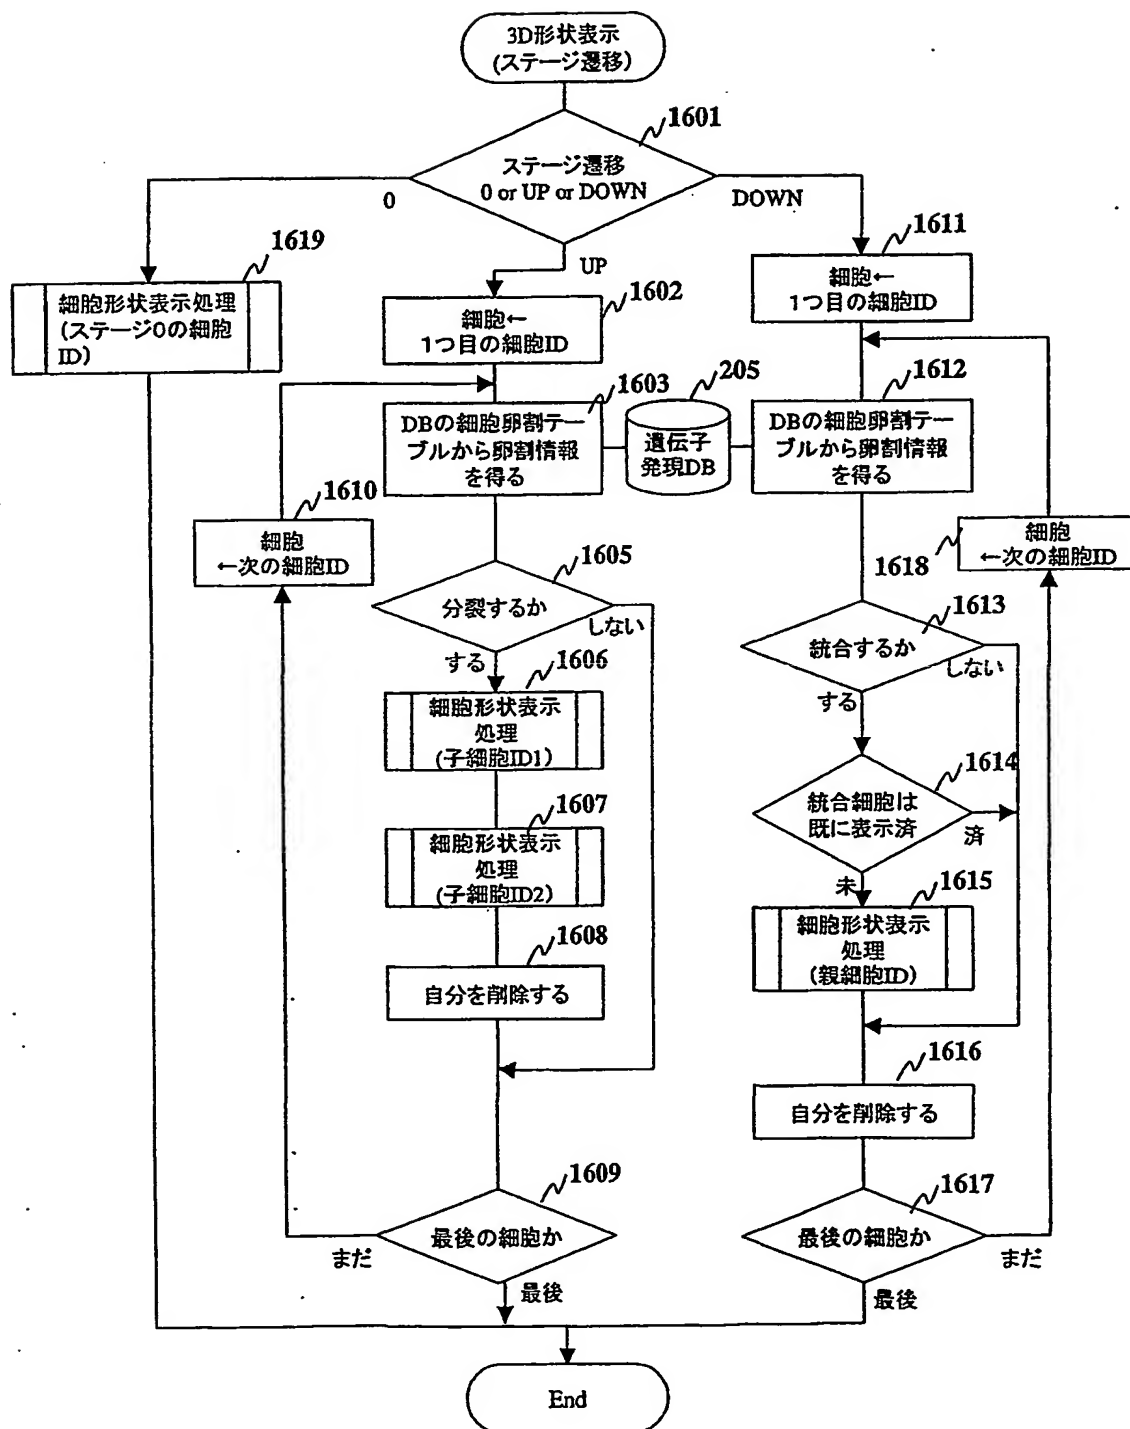 3D形状表示
(ステージ遷移)
1601
ステージ遷移
0 or UP or DOWN
0
DOWN
UP
1619
細胞形状表示処理
(ステージ0の細胞
ID)
1602
細胞←
1つ目の細胞ID
1611
細胞←
1つ目の細胞ID
1603
DBの細胞卵割テー
ブルから卵割情報
を得る
205
遺伝子
発現DB
1612
DBの細胞卵割テー
ブルから卵割情報
を得る
1610
細胞
←次の細胞ID
1618
細胞
←次の細胞ID
1605
分裂するか
しない
する
1613
統合するか
しない
する
1606
細胞形状表示
処理
(子細胞ID1)
1614
統合細胞は
既に表示済
済
未
1607
細胞形状表示
処理
(子細胞ID2)
1615
細胞形状表示
処理
(親細胞ID)
1608
自分を削除する
1616
自分を削除する
1609
最後の細胞か
まだ
最後
1617
最後の細胞か
まだ
最後
End